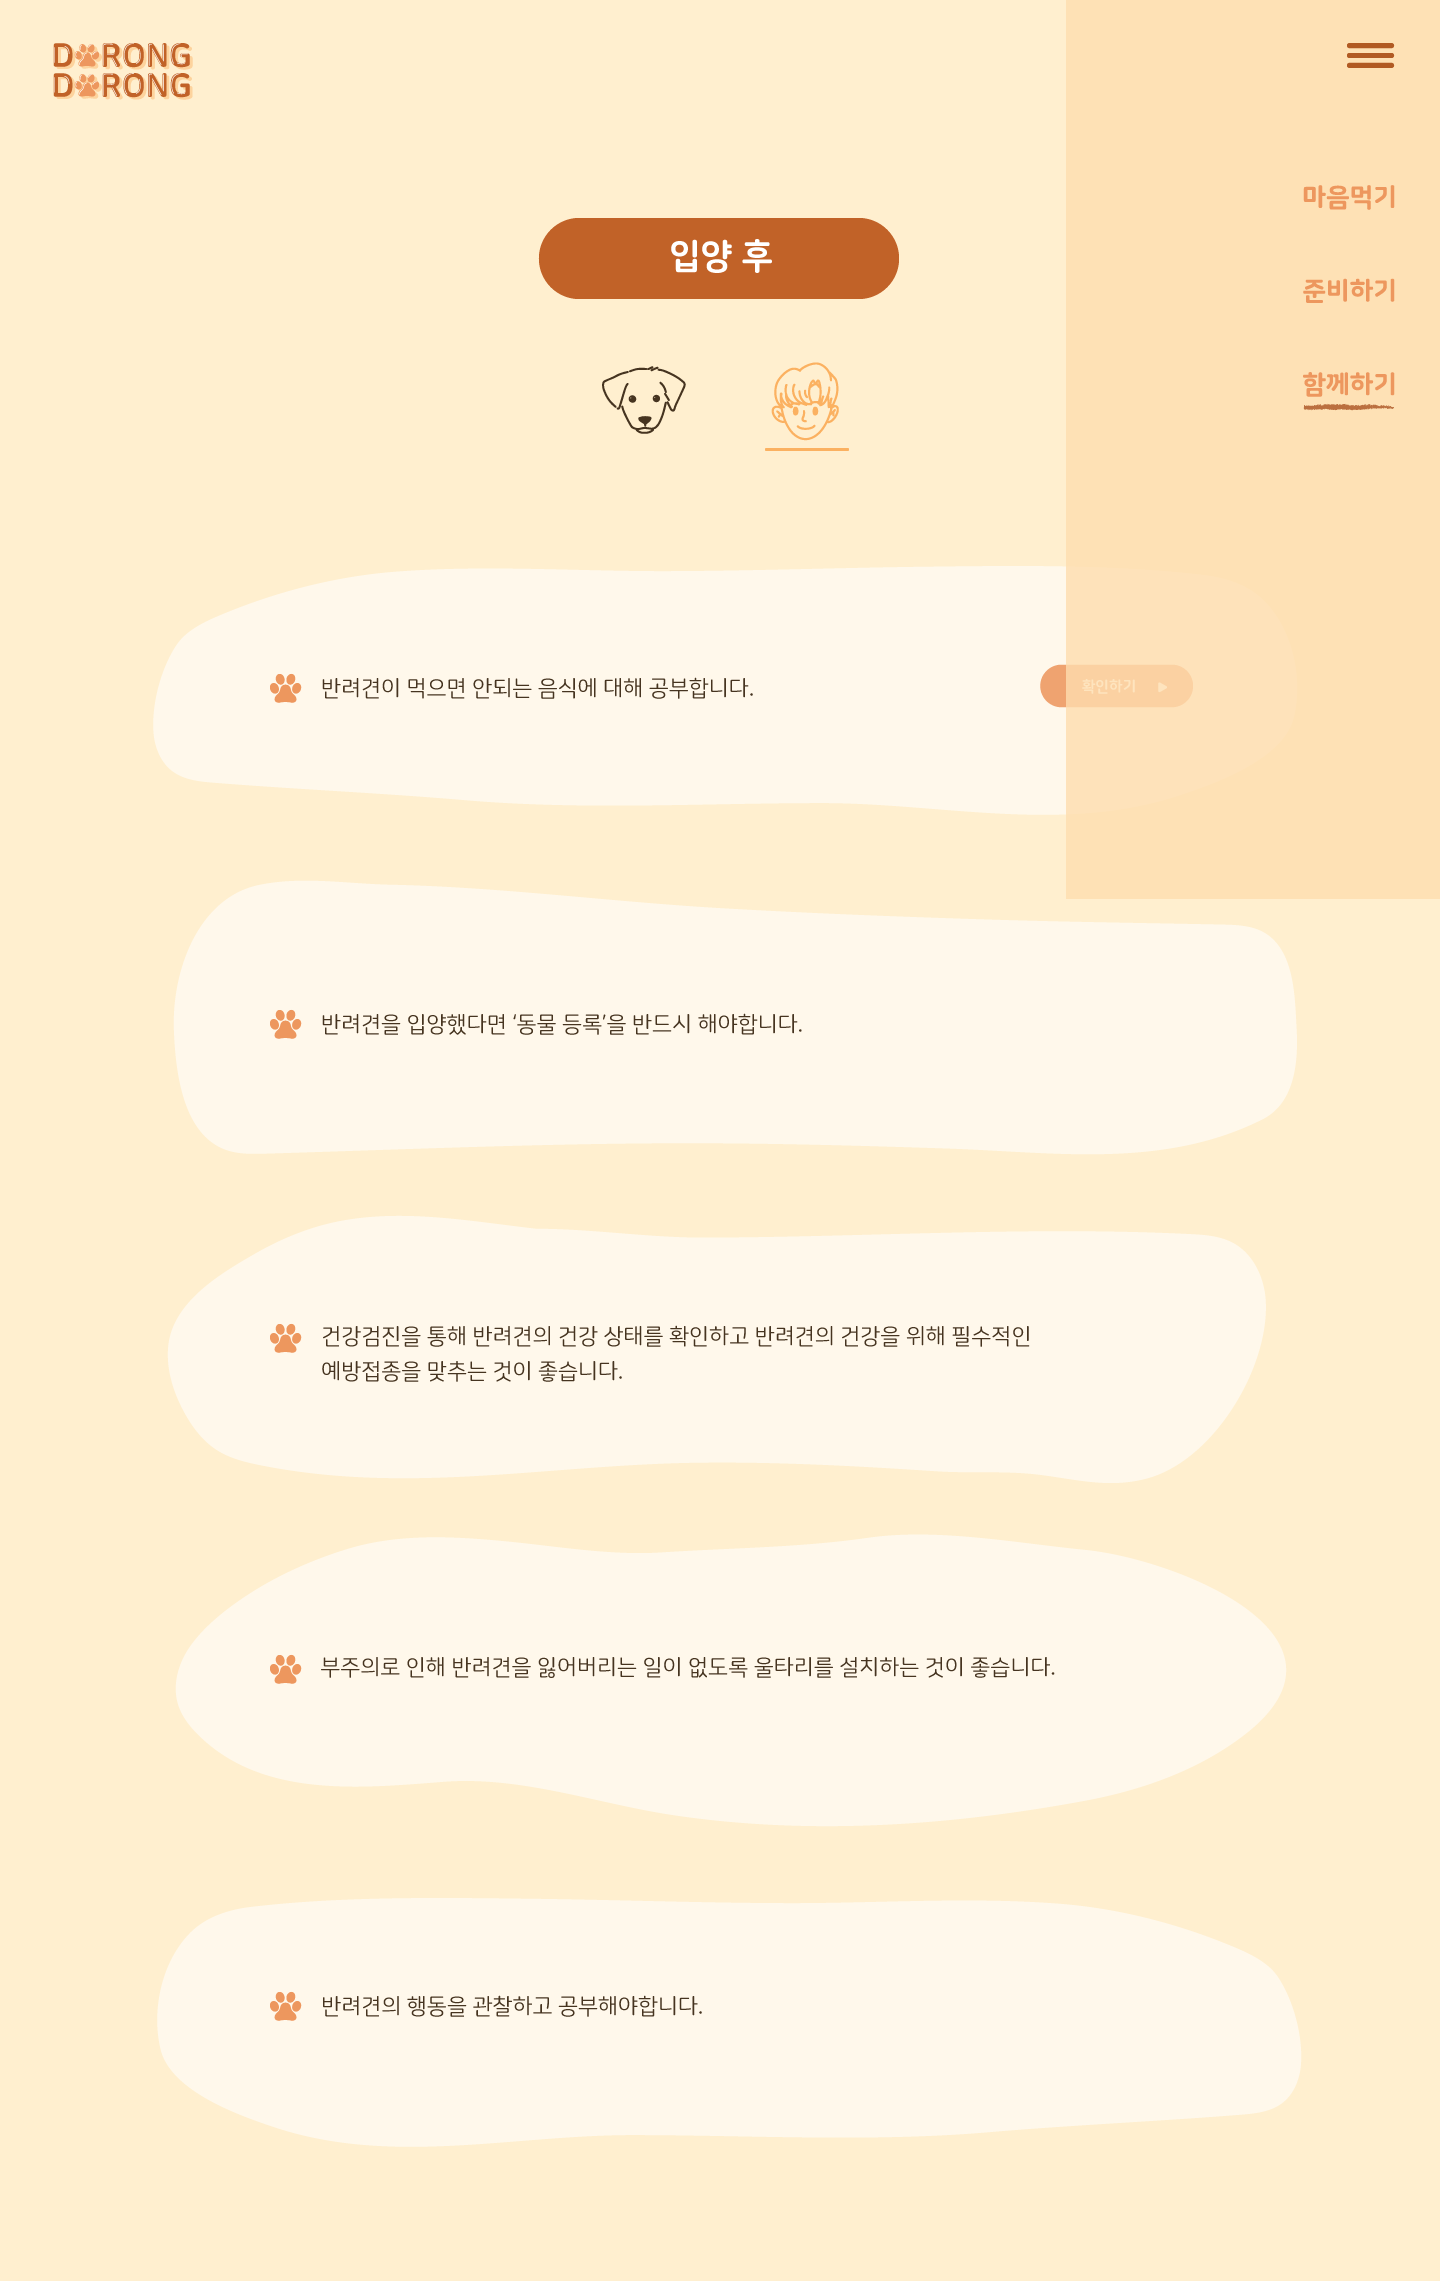 DORONG
DORONG
마음먹기
준비하기
함께하기
입양 후
반려견이 먹으면 안되는 음식에 대해 공부합니다.
확인하기
반려견을 입양했다면 ‘동물 등록’을 반드시 해야합니다.
건강검진을 통해 반려견의 건강 상태를 확인하고 반려견의 건강을 위해 필수적인
예방접종을 맞추는 것이 좋습니다.
부주의로 인해 반려견을 잃어버리는 일이 없도록 울타리를 설치하는 것이 좋습니다.
반려견의 행동을 관찰하고 공부해야합니다.